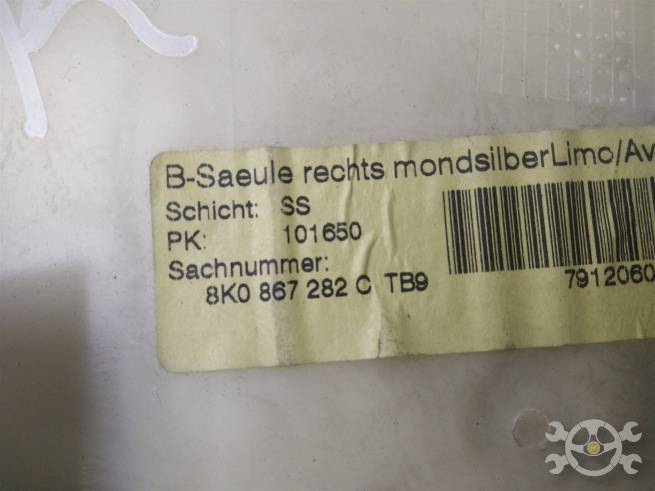 B-Saeule rechts mondsilberLimo/Av
Schicht: SS
PK: 101650
Sachnummer:
8K0 867 282 C TB9
7912060